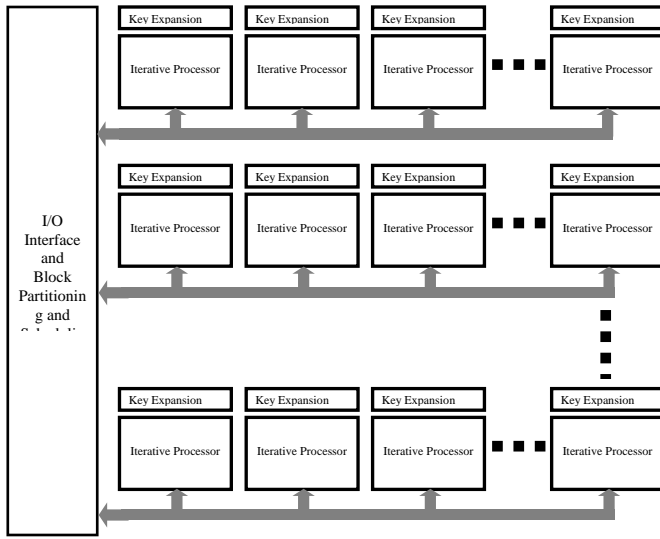 Key Expansion Key Expansion Key Expansion Key Expansion
Iterative Processor Iterative Processor Iterative Processor Iterative Processor
Key Expansion Key Expansion Key Expansion Key Expansion
Iterative Processor Iterative Processor Iterative Processor Iterative Processor
I/O
Interface
and
Block
Partitionin
g and
Key Expansion Key Expansion Key Expansion Key Expansion
Iterative Processor Iterative Processor Iterative Processor Iterative Processor